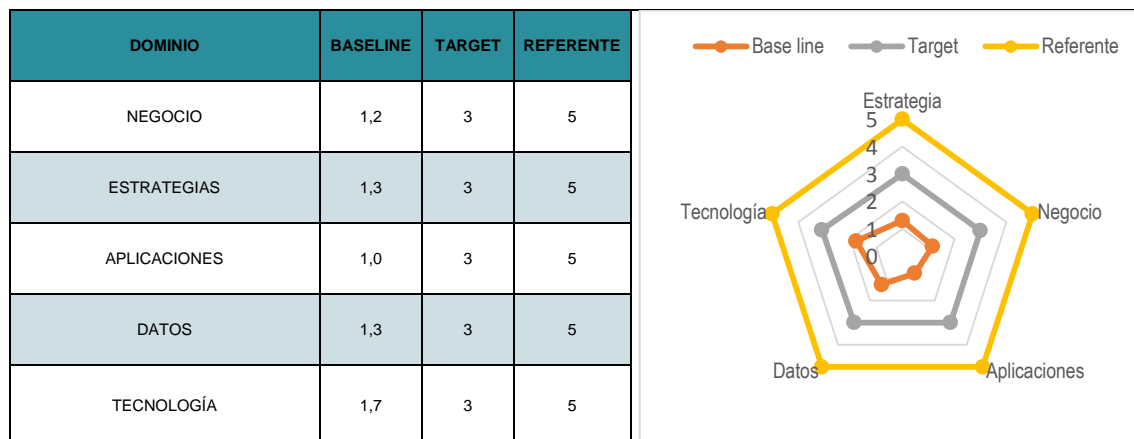 DOMINIO BASELINE TARGET REFERENTE
NEGOCIO 1,2 3 5
ESTRATEGIAS 1,3 3 5
APLICACIONES 1,0 3 5
DATOS 1,3 3 5
TECNOLOGÍA 1,7 3 5
Base line Target Referente
Estrategia
5
4
3
2
1
0
Tecnología
Negocio
Datos
Aplicaciones